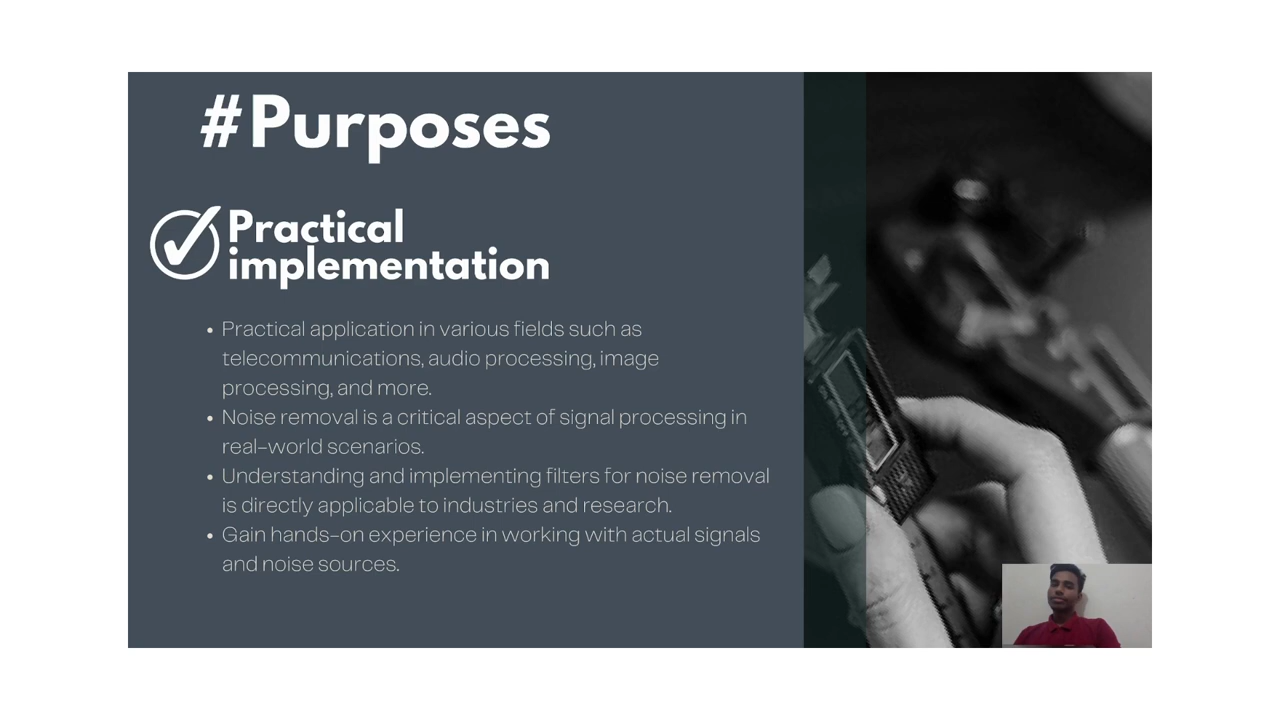 #Purposes
Practical
implementation
• Practical application in various fields such as
telecommunications, audio processing, image
processing, and more.
• Noise removal is a critical aspect of signal processing in
real-world scenarios.
• Understanding and implementing filters for noise removal
is directly applicable to industries and research.
• Gain hands-on experience in working with actual signals
and noise sources.